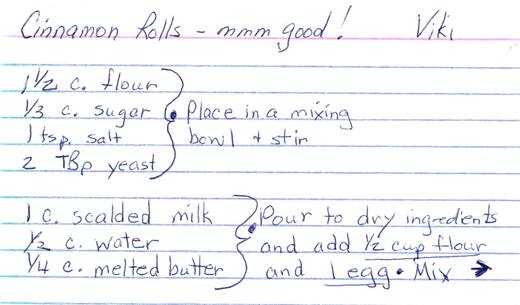 Cinnamon Rolls - mmm good! Viki
1 1/2 c. flour
1/3 c. sugar • Place in a mixing
1 tsp. salt bowl + stir
2 TBp yeast
1 c. scalded milk • Pour to dry ingredients
1/2 c. water and add 1/2 cup flour
1/4 c. melted butter and 1 egg • Mix →